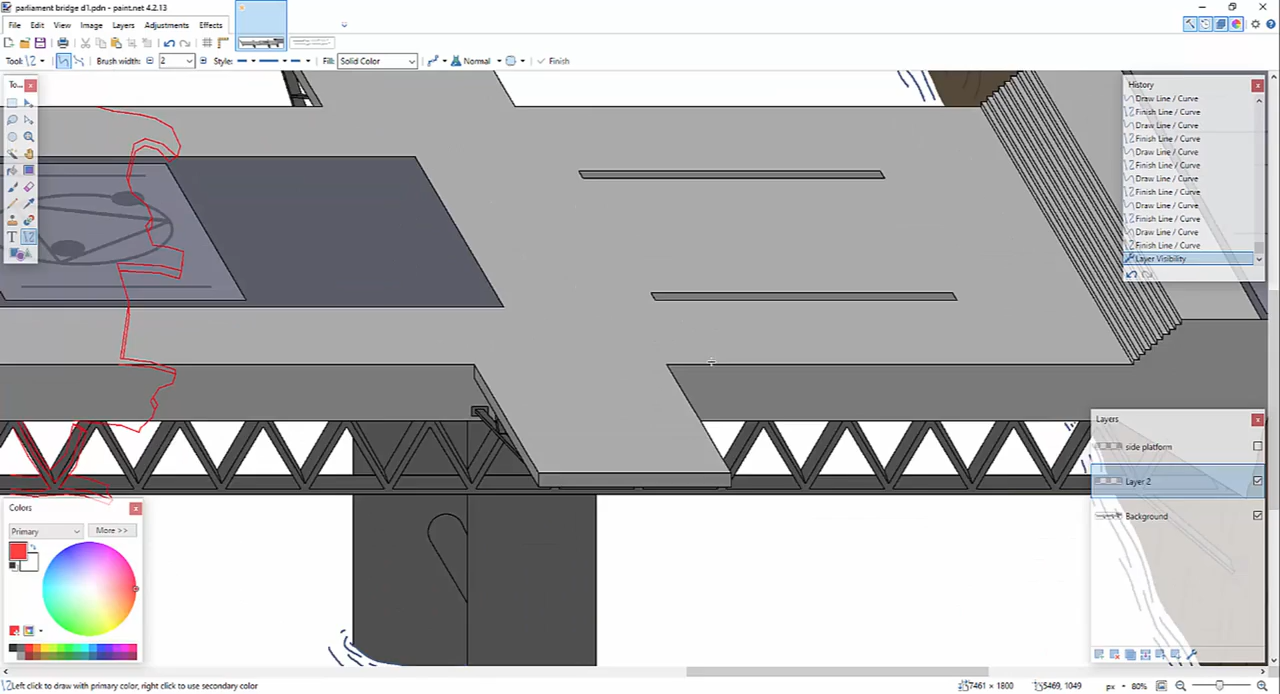 parliament bridge d1.pdn - paint.net 4.2.13
File Edit View Image Layers Adjustments Effects
Tool: Brush width: 2 Style: Fill: Solid Color Normal Finish
To...
History
Draw Line / Curve
Finish Line / Curve
Draw Line / Curve
Finish Line / Curve
Draw Line / Curve
Finish Line / Curve
Draw Line / Curve
Finish Line / Curve
Draw Line / Curve
Finish Line / Curve
Draw Line / Curve
Finish Line / Curve
Layer Visibility
Layers
side platform
Layer 2
Background
Colors
Primary More >>
Left click to draw with primary color, right click to use secondary color
7461 × 1800 5469, 1049 px 80%